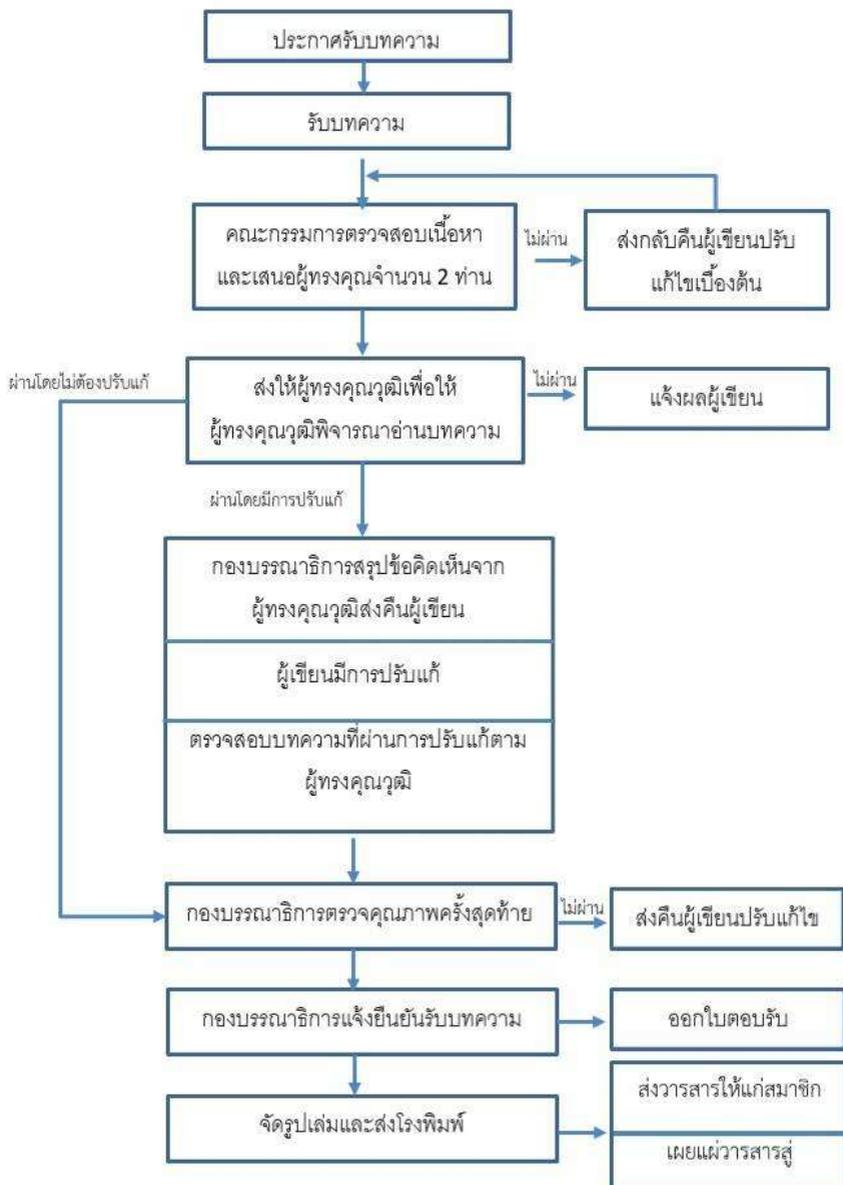 ประกาศรับบทความ
รับบทความ
คณะกรรมการตรวจสอบเนื้อหา
และเสนอผู้ทรงคุณจำนวน 2 ท่าน
ไม่ผ่าน
ส่งกลับคืนผู้เขียนปรับ
แก้ไขเบื้องต้น
ผ่านโดยไม่ต้องปรับแก้
ส่งให้ผู้ทรงคุณวุฒิเพื่อให้
ผู้ทรงคุณวุฒิพิจารณาอ่านบทความ
ไม่ผ่าน
แจ้งผลผู้เขียน
ผ่านโดยมีการปรับแก้
กองบรรณาธิการสรุปข้อคิดเห็นจาก
ผู้ทรงคุณวุฒิส่งคืนผู้เขียน
ผู้เขียนมีการปรับแก้
ตรวจสอบบทความที่ผ่านการปรับแก้ตาม
ผู้ทรงคุณวุฒิ
กองบรรณาธิการตรวจคุณภาพครั้งสุดท้าย
ไม่ผ่าน
ส่งคืนผู้เขียนปรับแก้ไข
กองบรรณาธิการแจ้งยืนยันรับบทความ
ออกใบตอบรับ
จัดรูปเล่มและส่งโรงพิมพ์
ส่งวารสารให้แก่สมาชิก
เผยแผ่วารสารสู่